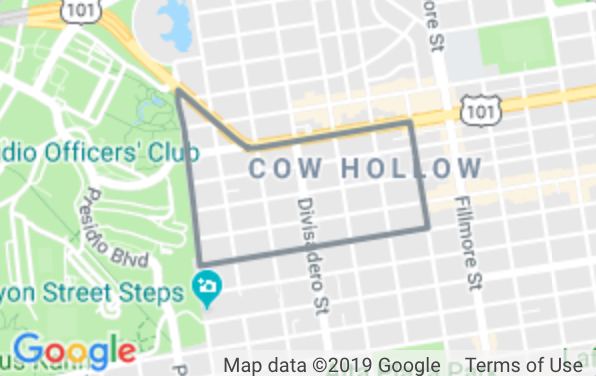 101
more St
101
dio Officers' Club
COW HOLLOW
Presidio Blvd
Divisadero St
Fillmore St
yon Street Steps
Google
Map data ©2019 Google
Terms of Use